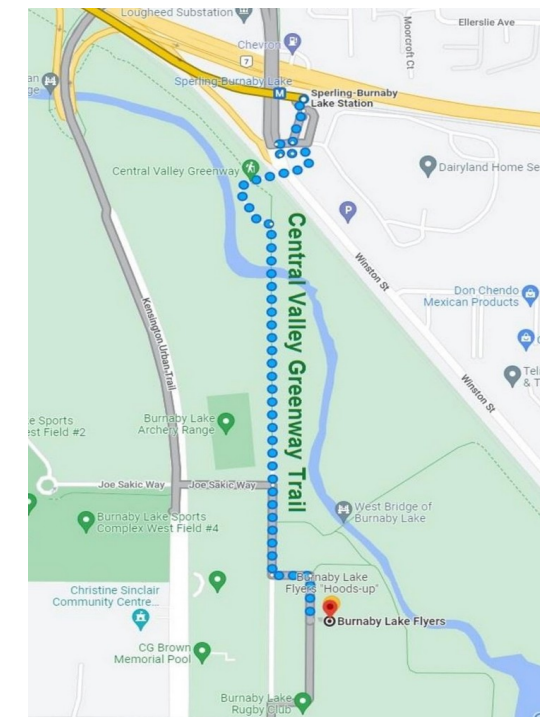 Lougheed Substation
Ellerslie Ave
Moorcroft Ct
Chevron
7
Sperling-Burnaby Lake
M
Sperling-Burnaby
Lake Station
Central Valley Greenway
Dairyland Home Se
P
Central Valley Greenway Trail
Winston St
Don Chendo
Mexican Products
Kensington Urban Trail
Tel
& T
Winston St
Burnaby Lake
Archery Range
e Sports
est Field #2
Joe Sakic Way
Joe Sakic Way
West Bridge of
Burnaby Lake
Burnaby Lake Sports
Complex West Field #4
Burnaby Lake
Flyers "Hoods-up"
Christine Sinclair
Community Centre...
Burnaby Lake Flyers
CG Brown
Memorial Pool
Burnaby Lake
Rugby Club